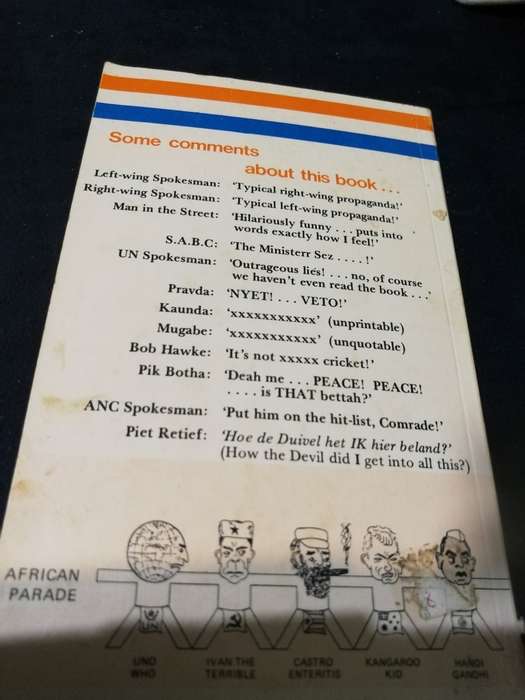 Some comments
about this book ...
Left-wing Spokesman: 'Typical right-wing propaganda!'
Right-wing Spokesman: 'Typical left-wing propaganda!'
Man in the Street: 'Hilariously funny . . . puts into
words exactly how I feel!'
S.A.B.C: 'The Ministerr Sez . . . . !'
UN Spokesman: 'Outrageous lies! . . . no, of course
we haven't even read the book . . .'
Pravda: 'NYET! . . . VETO!'
Kaunda: 'xxxxxxxxxxx' (unprintable)
Mugabe: 'xxxxxxxxxxx' (unquotable)
Bob Hawke: 'It's not xxxxx cricket!'
Pik Botha: 'Deah me . . . PEACE! PEACE!
. . . . is THAT bettah?'
ANC Spokesman: 'Put him on the hit-list, Comrade!'
Piet Retief: 'Hoe de Duivel het IK hier beland?'
(How the Devil did I get into all this?)
AFRICAN
PARADE
UNO
WHO
IVAN THE
TERRIBLE
CASTRO
ENTERITIS
KANGAROO
KID
HANDI
GANDHI